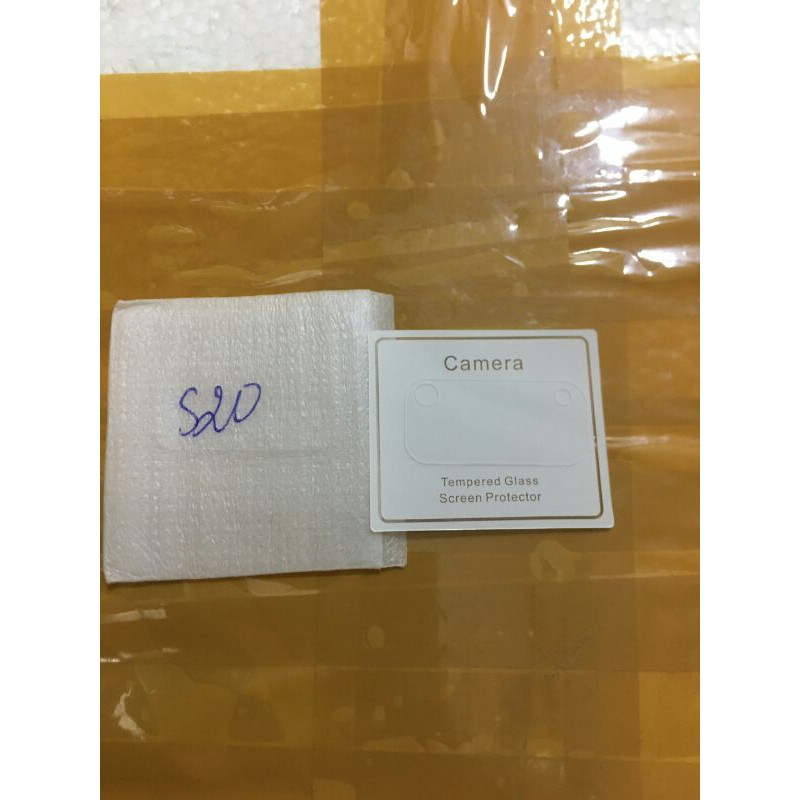 S20
Camera
Tempered Glass
Screen Protector